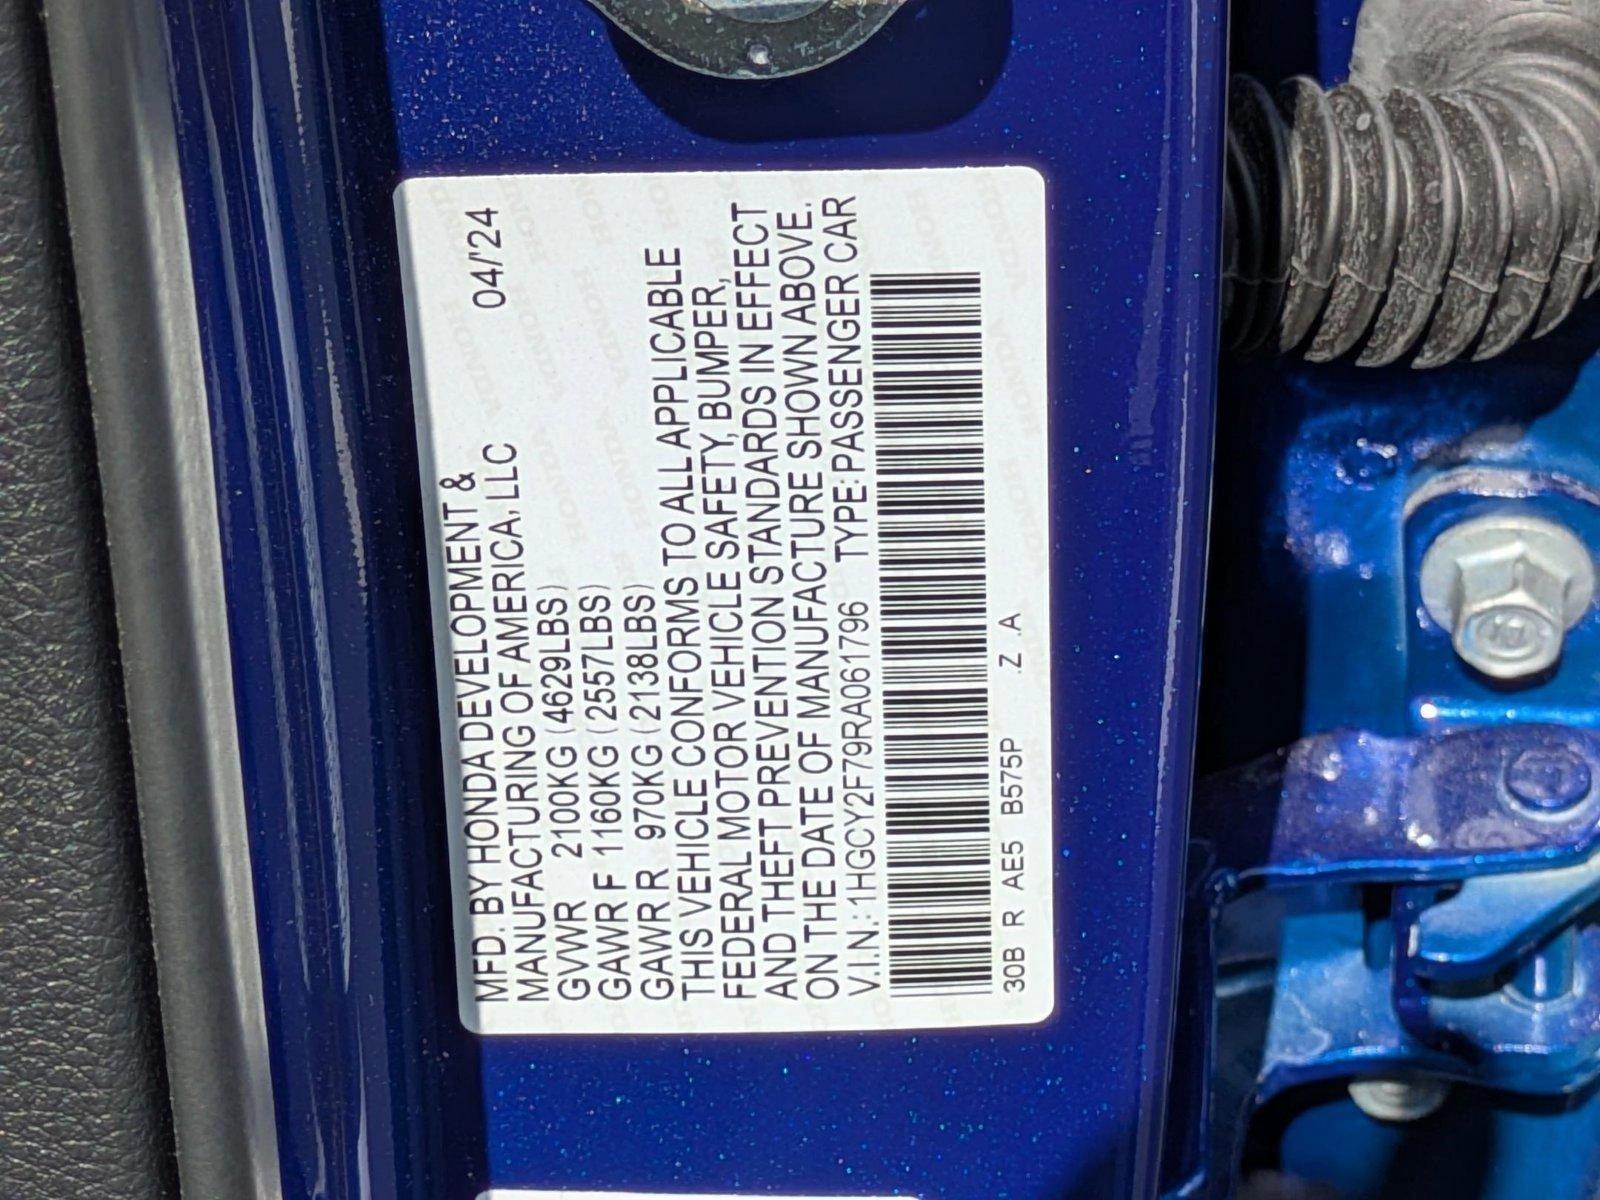 MFD. BY HONDA DEVELOPMENT &
MANUFACTURING OF AMERICA, LLC 04/'24
GVWR 2100KG (4629LBS)
GAWR F 1160KG (2557LBS)
GAWR R 970KG (2138LBS)
THIS VEHICLE CONFORMS TO ALL APPLICABLE
FEDERAL MOTOR VEHICLE SAFETY, BUMPER,
AND THEFT PREVENTION STANDARDS IN EFFECT
ON THE DATE OF MANUFACTURE SHOWN ABOVE.
V.I.N.: 1HGCY2F79RA061796 TYPE: PASSENGER CAR
30B R AE5 B575P .Z .A